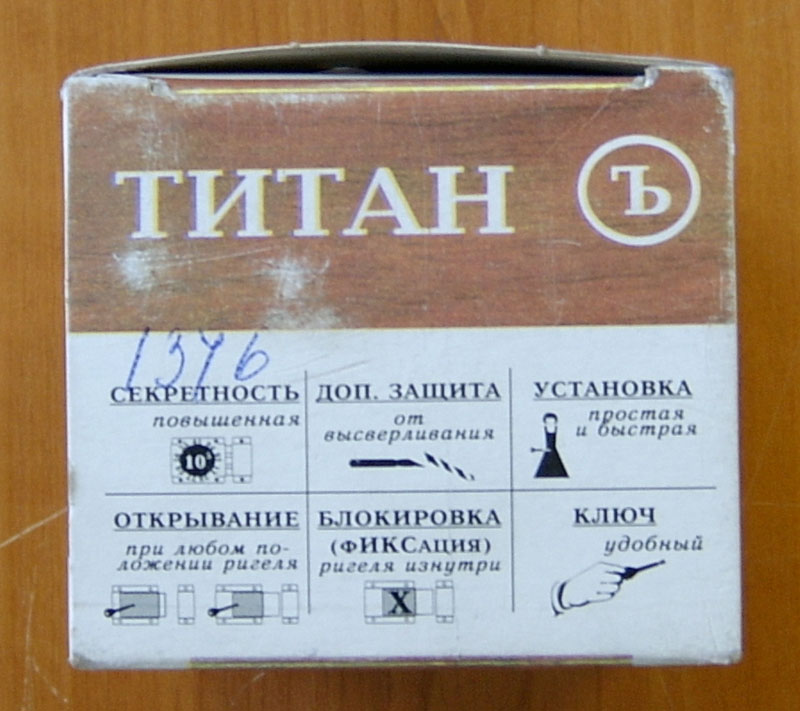 ТИТАН Ъ
1376
СЕКРЕТНОСТЬ
повышенная
10
ДОП. ЗАЩИТА
от
высверливания
УСТАНОВКА
простая
и быстрая
ОТКРЫВАНИЕ
при любом по-
ложении ригеля
БЛОКИРОВКА
(ФИКСАЦИЯ)
ригеля изнутри
X
КЛЮЧ
удобный